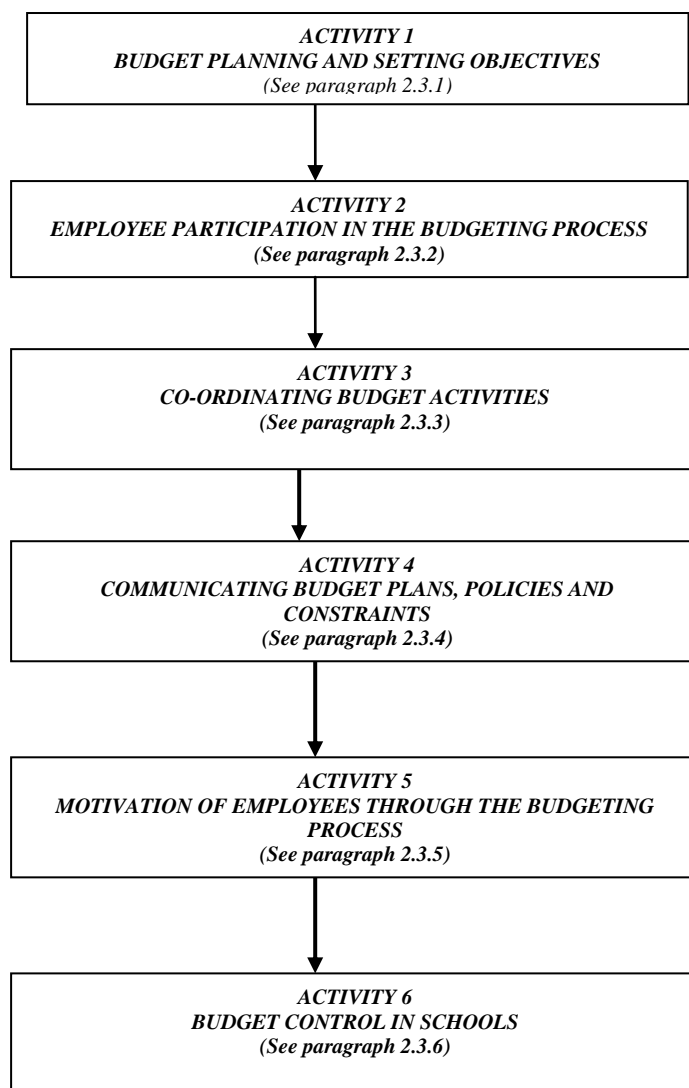 ACTIVITY 1
BUDGET PLANNING AND SETTING OBJECTIVES
(See paragraph 2.3.1)
ACTIVITY 2
EMPLOYEE PARTICIPATION IN THE BUDGETING PROCESS
(See paragraph 2.3.2)
ACTIVITY 3
CO-ORDINATING BUDGET ACTIVITIES
(See paragraph 2.3.3)
ACTIVITY 4
COMMUNICATING BUDGET PLANS, POLICIES AND
CONSTRAINTS
(See paragraph 2.3.4)
ACTIVITY 5
MOTIVATION OF EMPLOYEES THROUGH THE BUDGETING
PROCESS
(See paragraph 2.3.5)
ACTIVITY 6
BUDGET CONTROL IN SCHOOLS
(See paragraph 2.3.6)